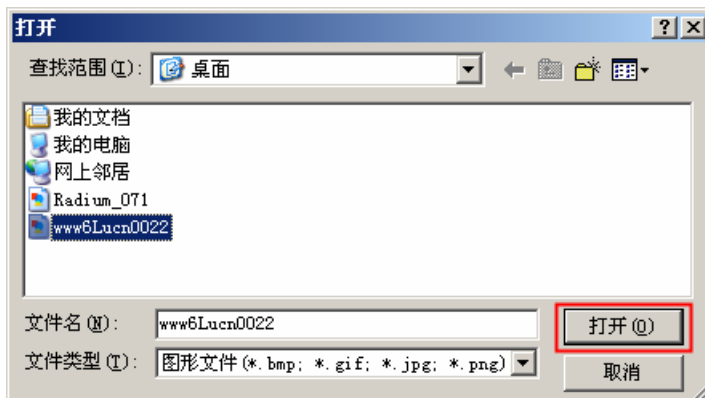 打开
查找范围(I): 桌面
我的文档
我的电脑
网上邻居
Radium_071
www6Lucn0022
文件名(N): www6Lucn0022 打开(O)
文件类型(T): 图形文件(*.bmp; *.gif; *.jpg; *.png) 取消